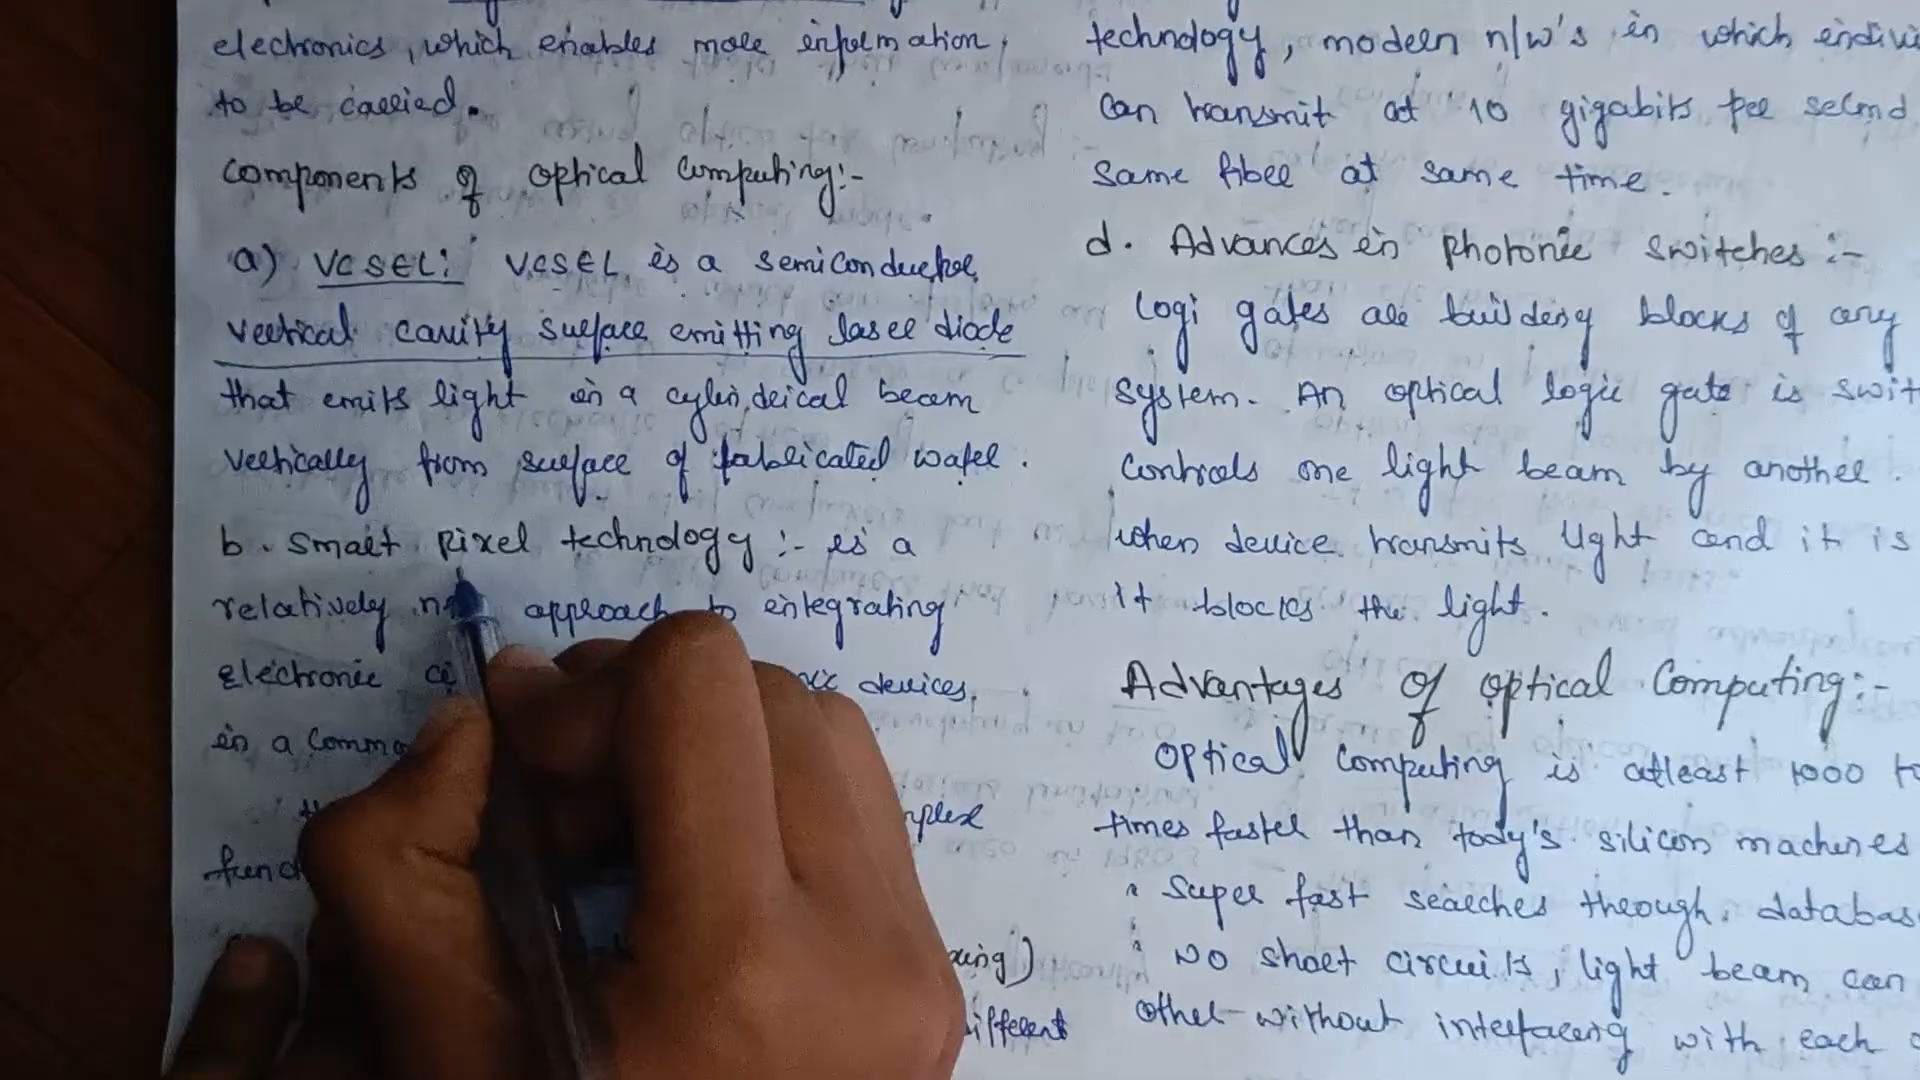 electronics, which enables more information,
to be carried.
components of optical computing:-
a) VCSEL: VCSEL is a semiconductor
vertical cavity surface emitting laser diode
that emits light in a cylindrical beam
vertically from surface of fabricated wafer.
b. Smart pixel technology :- is a
relatively approach to integrating
electronic devices,
in a
technology, modern n/w's in which
can transmit at 10 gigabits per second
same fiber at same time.
d. Advances in photonic switches :-
logi gates are building blocks of any
system. An optical logic gate is
controls one light beam by another.
when device transmits light and it is
it blocks the light.
Advantages of optical computing:-
optical computing is atleast 1000
times faster than tody's silicon machines
super fast searches through databas
NO short circuits, light beam can
other without interfacing with each